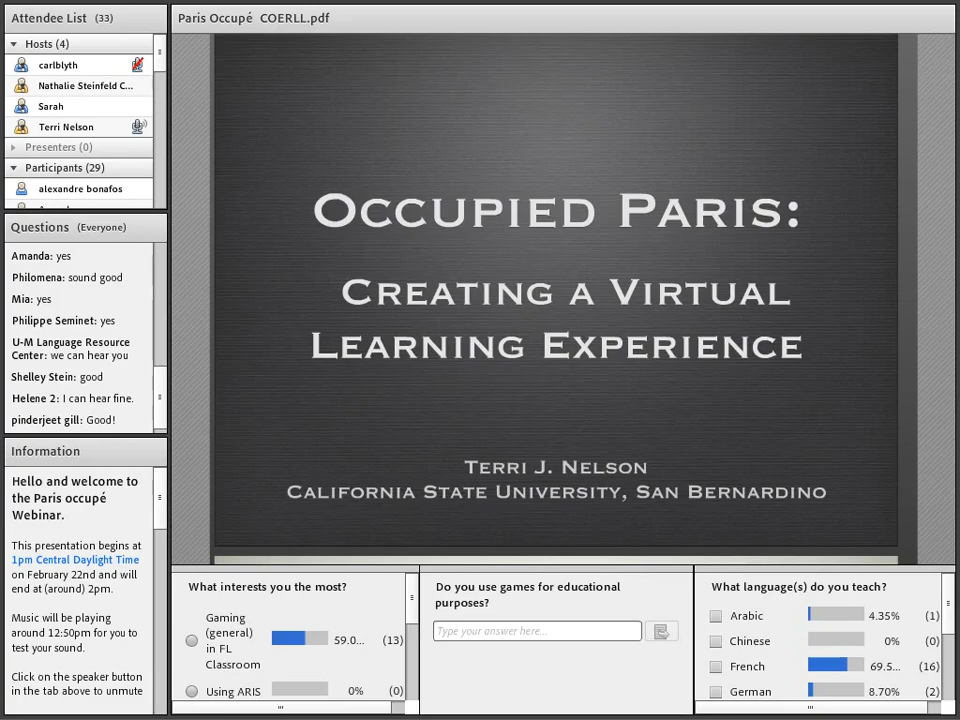 Attendee List (33)
Hosts (4)
carlblyth
Nathalie Steinfeld C...
Sarah
Terri Nelson
Presenters (0)
Participants (29)
alexandre bonafos
Questions (Everyone)
Amanda: yes
Philomena: sound good
Mia: yes
Philippe Seminet: yes
U-M Language Resource
Center: we can hear you
Shelley Stein: good
Helene 2: I can hear fine.
pinderjeet gill: Good!
Information
Hello and welcome to
the Paris occupé
Webinar.
This presentation begins at
1pm Central Daylight Time
on February 22nd and will
end at (around) 2pm.
Music will be playing
around 12:50pm for you to
test your sound.
Click on the speaker button
in the tab above to unmute
Paris Occupé COERLL.pdf
Occupied Paris:
Creating a Virtual
Learning Experience
Terri J. Nelson
California State University, San Bernardino
What interests you the most?
Gaming
(general)
in FL
Classroom
59.0... (13)
Using ARIS 0% (0)
Do you use games for educational
purposes?
Type your answer here...
What language(s) do you teach?
Arabic 4.35% (1)
Chinese 0% (0)
French 69.5... (16)
German 8.70% (2)